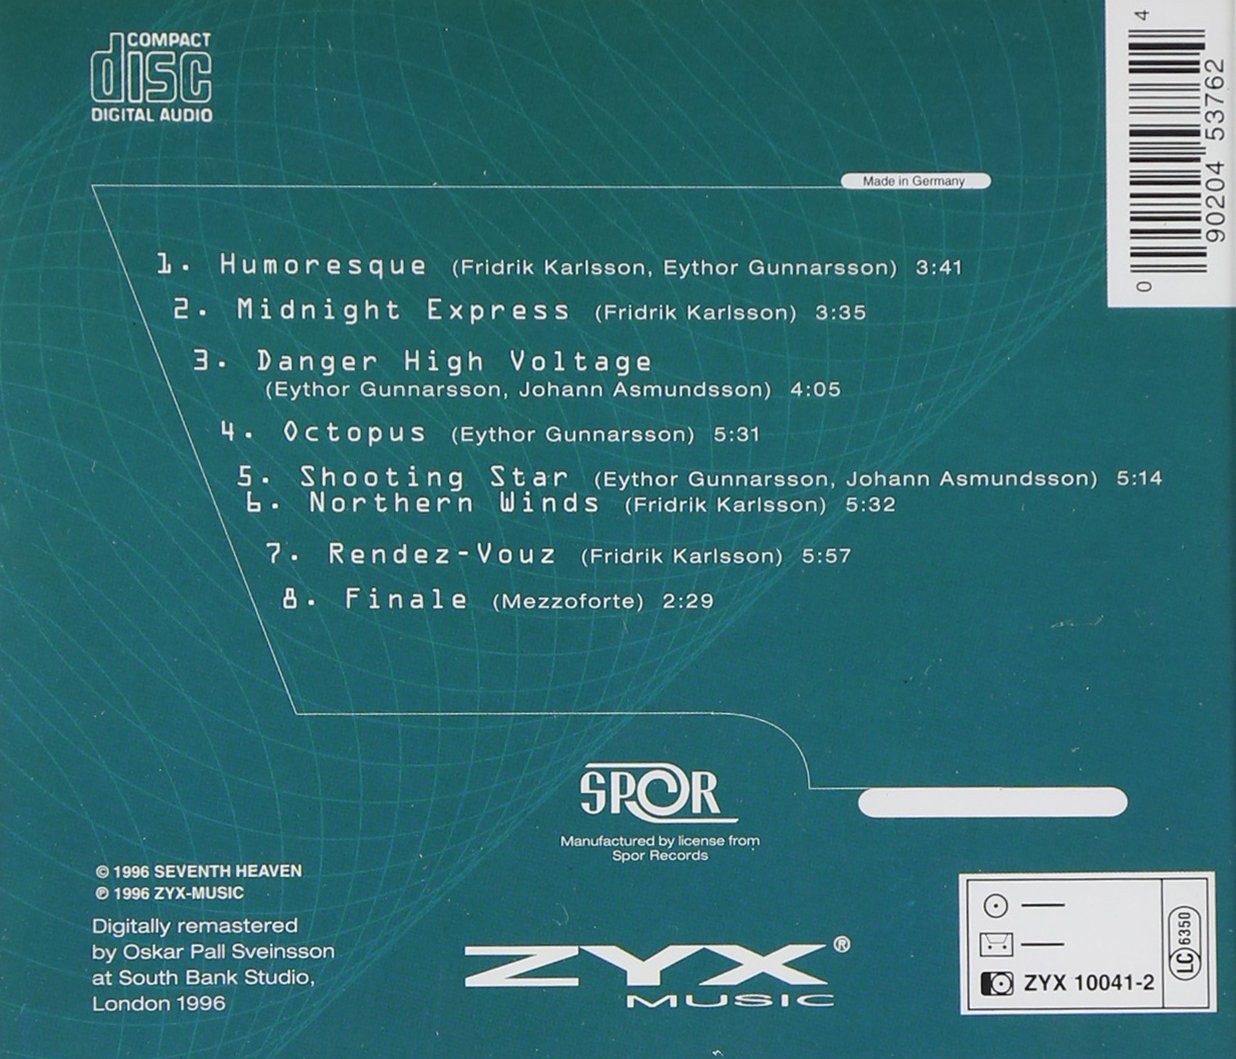 COMPACT
disc
DIGITAL AUDIO
4
90204 53762
0
Made in Germany
1. Humoresque (Fridrik Karlsson, Eythor Gunnarsson) 3:41
2. Midnight Express (Fridrik Karlsson) 3:35
3. Danger High Voltage
(Eythor Gunnarsson, Johann Asmundsson) 4:05
4. Octopus (Eythor Gunnarsson) 5:31
5. Shooting Star (Eythor Gunnarsson, Johann Asmundsson) 5:14
6. Northern Winds (Fridrik Karlsson) 5:32
7. Rendez-Vouz (Fridrik Karlsson) 5:57
8. Finale (Mezzoforte) 2:29
SPOR
Manufactured by license from
Spor Records
© 1996 SEVENTH HEAVEN
℗ 1996 ZYX-MUSIC
Digitally remastered
by Oskar Pall Sveinsson
at South Bank Studio,
London 1996
ZYX®
MUSIC
ZYX 10041-2
LC 6350